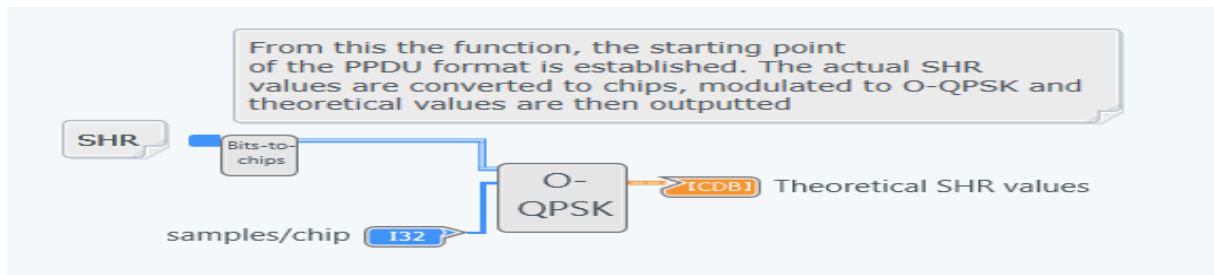 From this the function, the starting point
of the PPDU format is established. The actual SHR
values are converted to chips, modulated to O-QPSK and
theoretical values are then outputted
SHR
Bits-to-
chips
O-
QPSK
[CDB]
Theoretical SHR values
samples/chip
I32